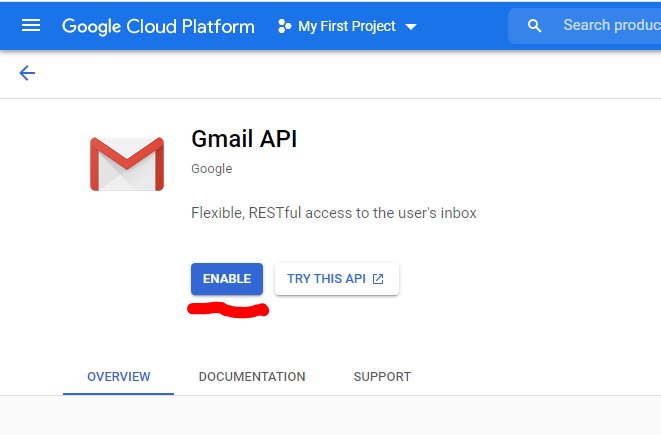 Google Cloud Platform My First Project Search produc
Gmail API
Google
Flexible, RESTful access to the user's inbox
ENABLE TRY THIS API
OVERVIEW DOCUMENTATION SUPPORT